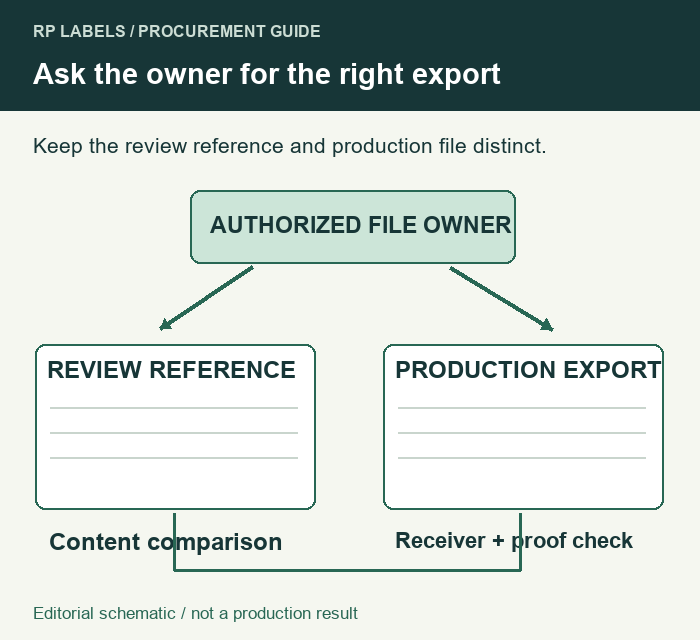 RP LABELS / PROCUREMENT GUIDE
Ask the owner for the right export
Keep the review reference and production file distinct.
AUTHORIZED FILE OWNER
REVIEW REFERENCE
PRODUCTION EXPORT
Content comparison
Receiver + proof check
Editorial schematic / not a production result